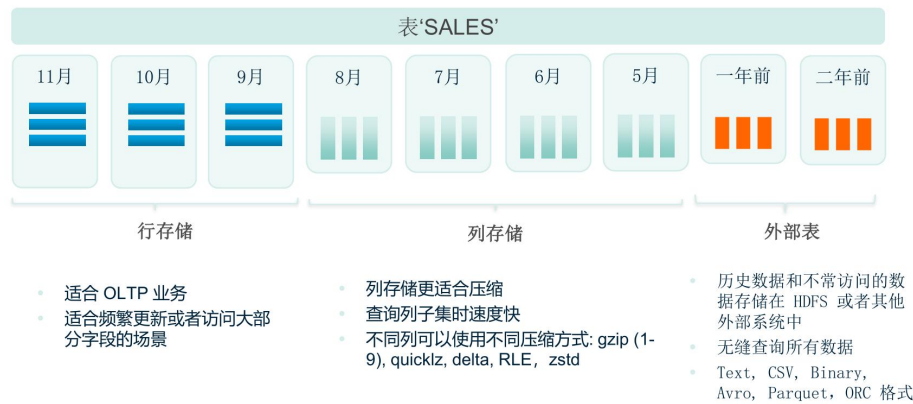 表‘SALES’
11月
10月
9月
8月
7月
6月
5月
一年前
二年前
行存储
列存储
外部表
适合 OLTP 业务
适合频繁更新或者访问大部
分字段的场景
列存储更适合压缩
查询列子集时速度快
不同列可以使用不同压缩方式: gzip (1-
9), quicklz, delta, RLE，zstd
历史数据和不常访问的数
据存储在 HDFS 或者其他
外部系统中
无缝查询所有数据
Text, CSV, Binary,
Avro, Parquet，ORC 格式